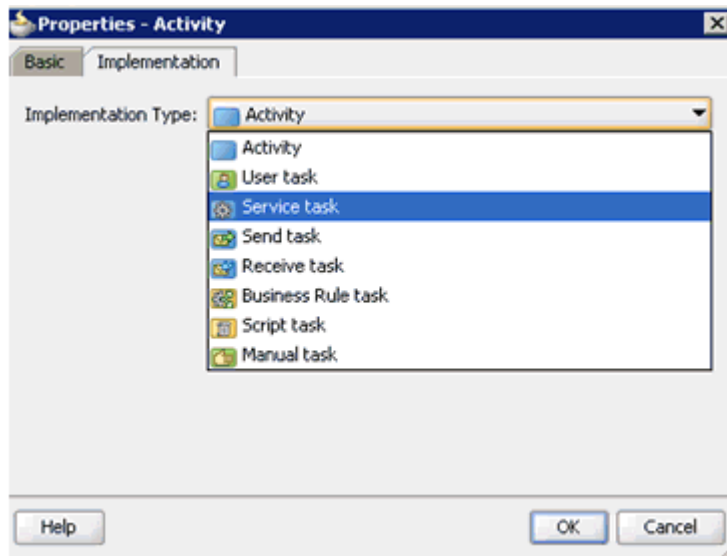 Properties - Activity
Basic Implementation
Implementation Type: Activity
Activity
User task
Service task
Send task
Receive task
Business Rule task
Script task
Manual task
Help OK Cancel